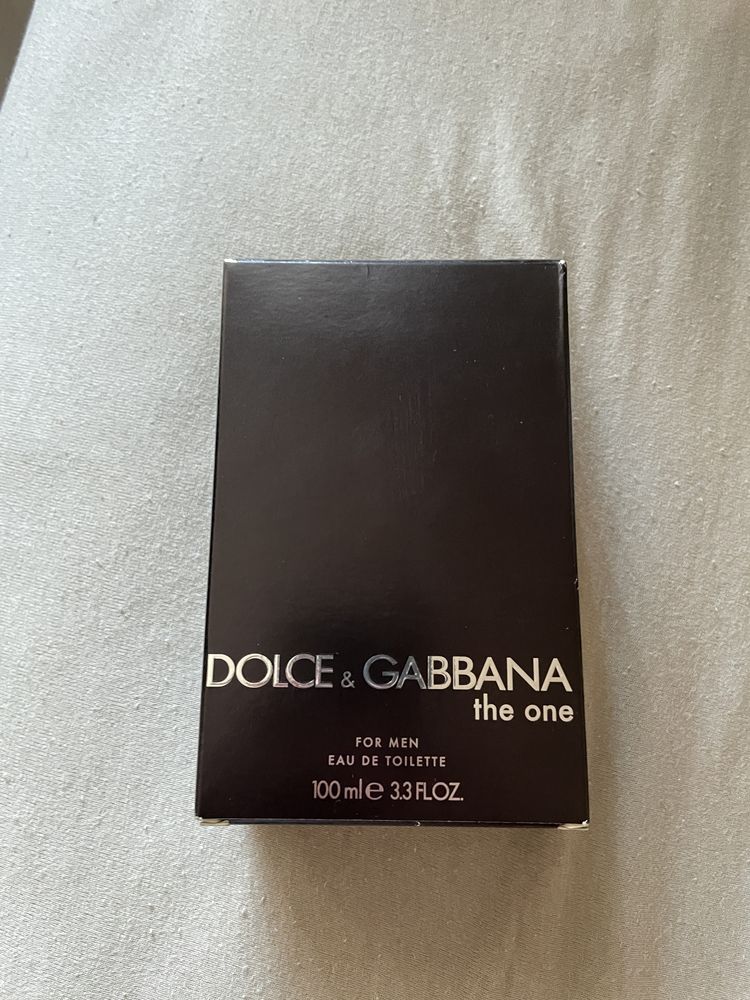 DOLCE & GABBANA
the one
FOR MEN
EAU DE TOILETTE
100 ml e 3.3 FL.OZ.